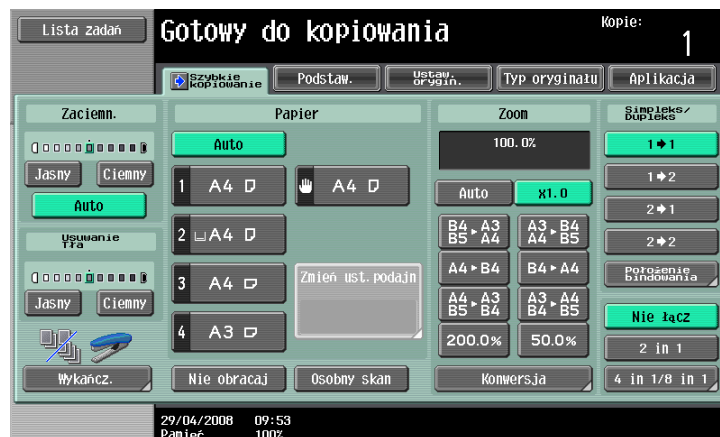 Lista zadań
Gotowy do kopiowania
Kopie:
1
Szybkie
kopiowanie
Podstaw.
Ustaw.
orygin.
Typ oryginału
Aplikacja
Zaciemn.
Jasny
Ciemny
Auto
Usuwanie
Tła
Jasny
Ciemny
Wykańcz.
Papier
Auto
1 A4
A4
2 A4
3 A4
Zmień ust. podajn
4 A3
Nie obracaj
Osobny skan
Zoom
100.0%
Auto
x1.0
B4 ▸ A3
B5 ▸ A4
A3 ▸ B4
A4 ▸ B5
A4 ▸ B4
B4 ▸ A4
A4 ▸ A3
B5 ▸ B4
A3 ▸ A4
B4 ▸ B5
200.0%
50.0%
Konwersja
Simpleks/
Dupleks
1 ➧ 1
1 ➧ 2
2 ➧ 1
2 ➧ 2
Położenie
bindowania
Nie łącz
2 in 1
4 in 1/8 in 1
29/04/2008 09:53
Pamięć 100%